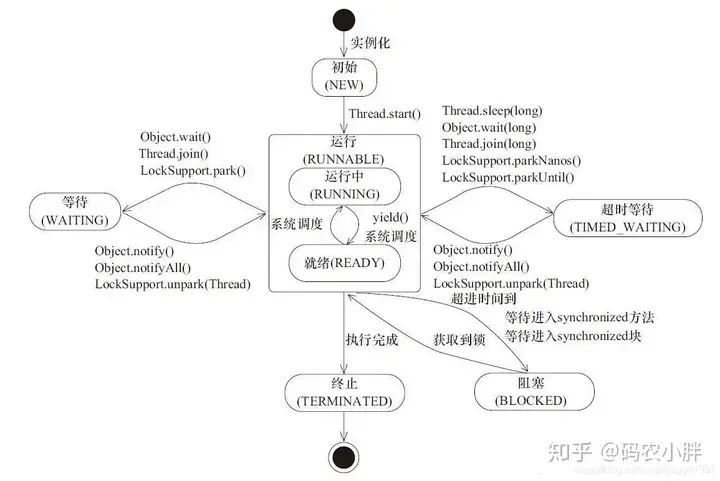 实例化
初始
(NEW)
Thread.start()
Thread.sleep(long)
Object.wait(long)
Thread.join(long)
LockSupport.parkNanos()
LockSupport.parkUntil()
Object.wait()
Thread.join()
LockSupport.park()
运行
(RUNNABLE)
运行中
(RUNNING)
等待
(WAITING)
超时等待
(TIMED_WAITING)
系统调度
yield()
系统调度
就绪(READY)
Object.notify()
Object.notifyAll()
LockSupport.unpark(Thread)
Object.notify()
Object.notifyAll()
LockSupport.unpark(Thread)
超进时间到
等待进入synchronized方法
等待进入synchronized块
执行完成
获取到锁
终止
(TERMINATED)
阻塞
(BLOCKED)
知乎 @码农小胖